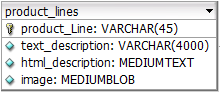 product_lines
product_Line: VARCHAR(45)
text_description: VARCHAR(4000)
html_description: MEDIUMTEXT
image: MEDIUMBLOB